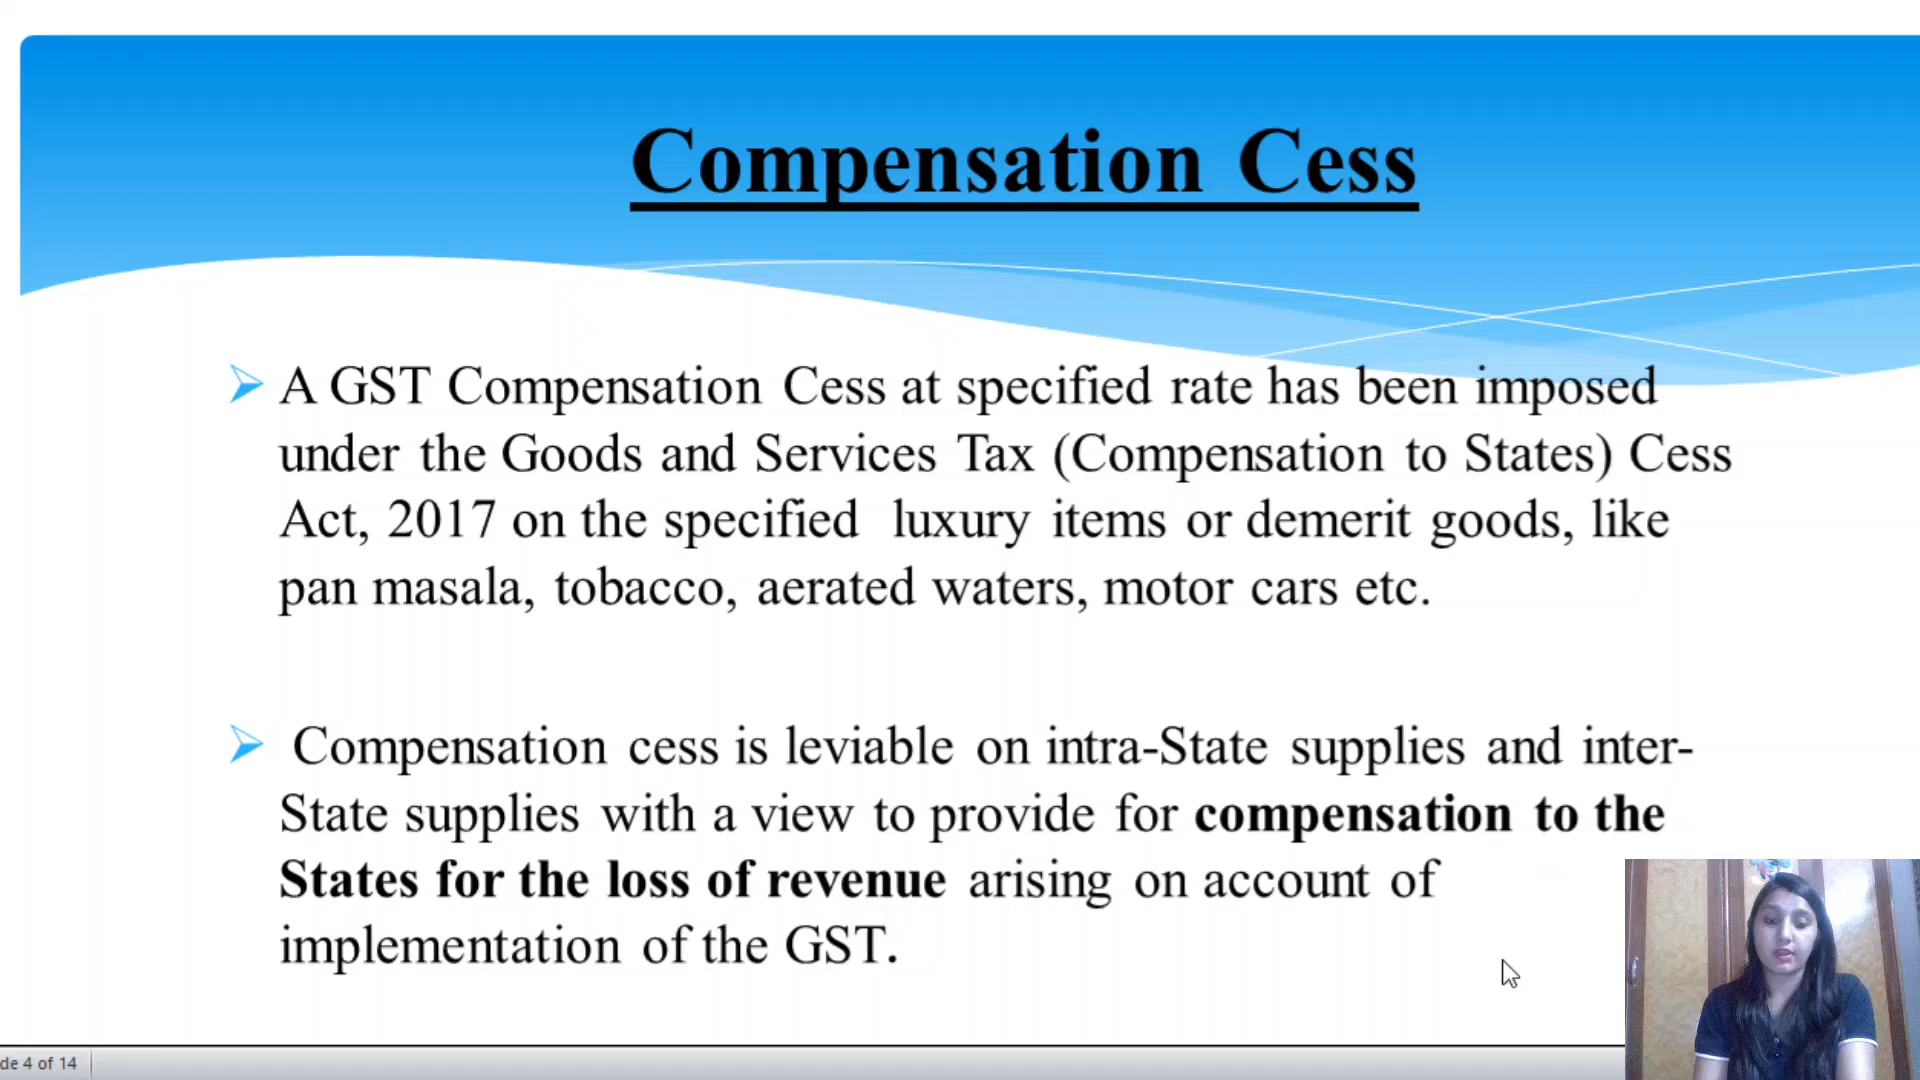 Compensation Cess
A GST Compensation Cess at specified rate has been imposed
under the Goods and Services Tax (Compensation to States) Cess
Act, 2017 on the specified luxury items or demerit goods, like
pan masala, tobacco, aerated waters, motor cars etc.
Compensation cess is leviable on intra-State supplies and inter-
State supplies with a view to provide for compensation to the
States for the loss of revenue arising on account of
implementation of the GST.
de 4 of 14